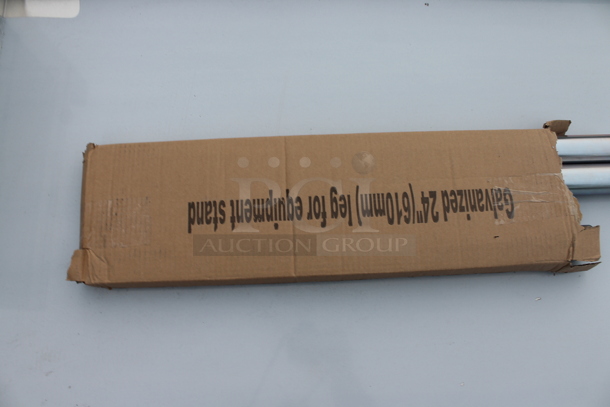 Galvanized 24"(610mm) leg for equipment stand
PCI
AUCTION GROUP